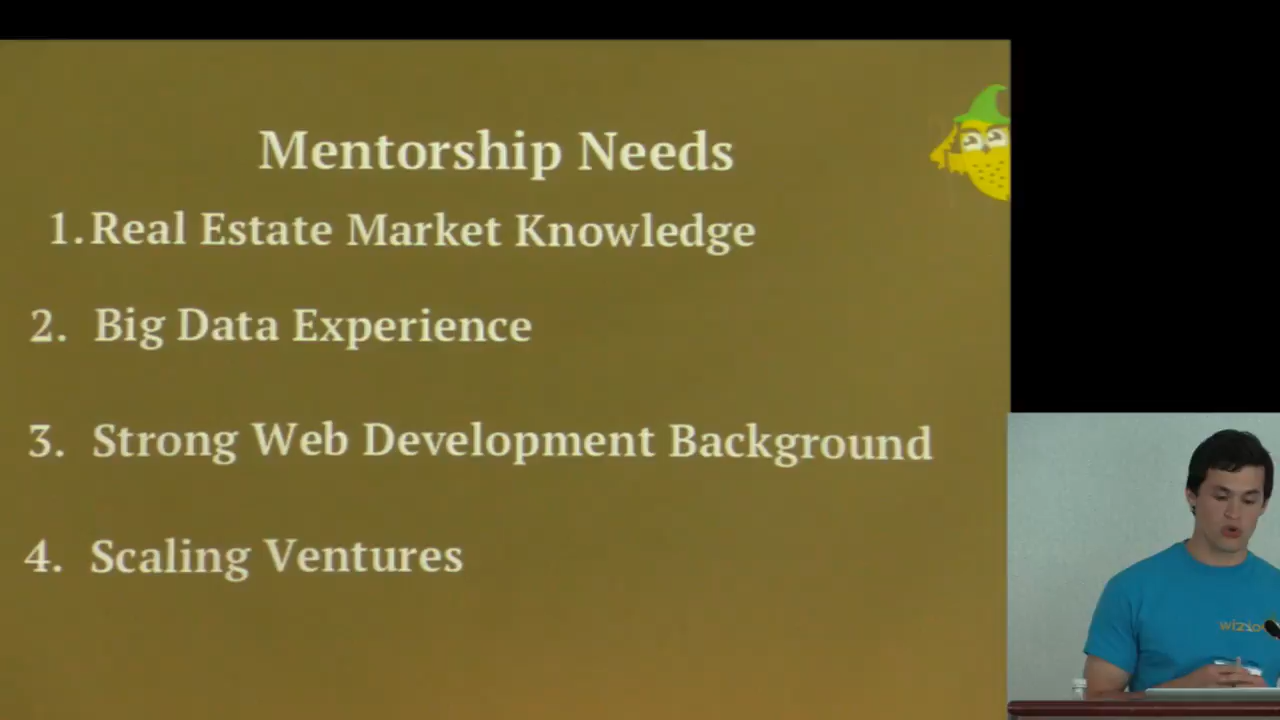 Mentorship Needs
1. Real Estate Market Knowledge
2. Big Data Experience
3. Strong Web Development Background
4. Scaling Ventures